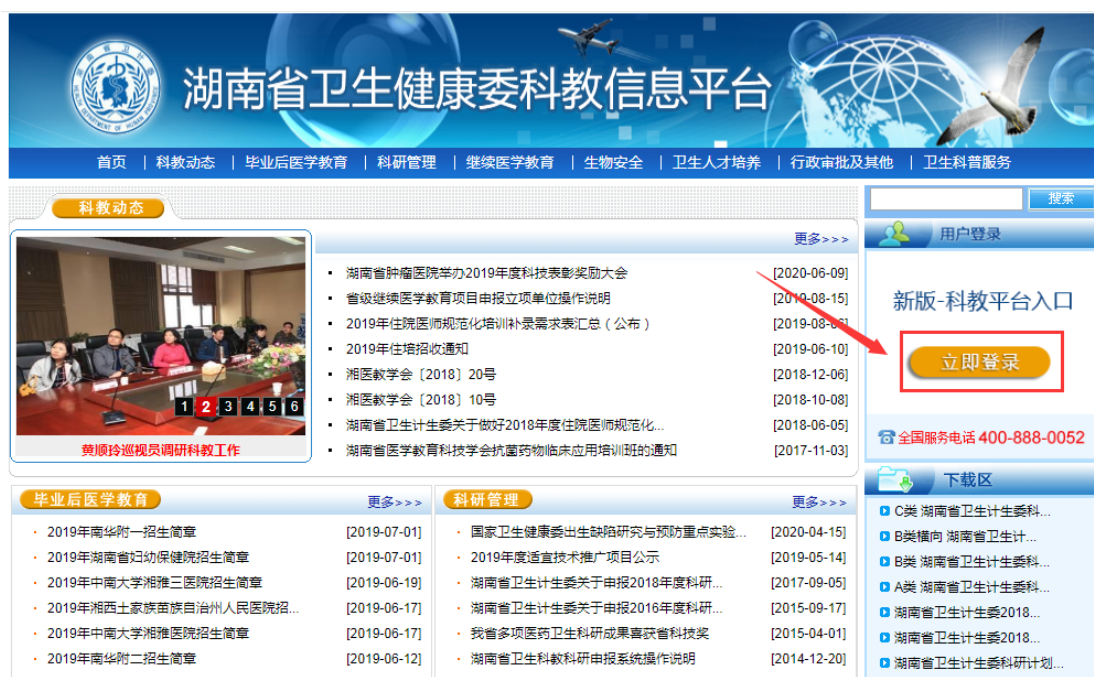 湖南省卫生健康委科教信息平台
首页 | 科教动态 | 毕业后医学教育 | 科研管理 | 继续医学教育 | 生物安全 | 卫生人才培养 | 行政审批及其他 | 卫生科普服务
科教动态
更多>>>
1 2 3 4 5 6
黄顺玲巡视员调研科教工作
湖南省肿瘤医院举办2019年度科技表彰奖励大会 [2020-06-09]
省级继续医学教育项目申报立项单位操作说明 [2019-08-15]
2019年住院医师规范化培训补录需求表汇总（公布） [2019-08-06]
2019年住培招收通知 [2019-06-10]
湘医教学会〔2018〕20号 [2018-12-06]
湘医教学会〔2018〕10号 [2018-10-08]
湖南省卫生计生委关于做好2018年度住院医师规范化... [2018-06-05]
湖南省医学教育科技学会抗菌药物临床应用培训班的通知 [2017-11-03]
搜索
用户登录
新版-科教平台入口
立即登录
全国服务电话 400-888-0052
毕业后医学教育
更多>>>
2019年南华附一招生简章 [2019-07-01]
2019年湖南省妇幼保健院招生简章 [2019-07-01]
2019年中南大学湘雅三医院招生简章 [2019-06-19]
2019年湘西土家族苗族自治州人民医院招... [2019-06-17]
2019年中南大学湘雅医院招生简章 [2019-06-17]
2019年南华附二招生简章 [2019-06-12]
科研管理
更多>>>
国家卫生健康委出生缺陷研究与预防重点实验... [2020-04-15]
2019年度适宜技术推广项目公示 [2019-05-14]
湖南省卫生计生委关于申报2018年度科研... [2017-09-05]
湖南省卫生计生委关于申报2016年度科研... [2015-09-17]
我省多项医药卫生科研成果喜获省科技奖 [2015-04-01]
湖南省卫生科教科研申报系统操作说明 [2014-12-20]
下载区
C类 湖南省卫生计生委科...
B类横向 湖南省卫生计...
B类 湖南省卫生计生委科...
A类 湖南省卫生计生委科...
湖南省卫生计生委2018...
湖南省卫生计生委2018...
湖南省卫生计生委科研计划...